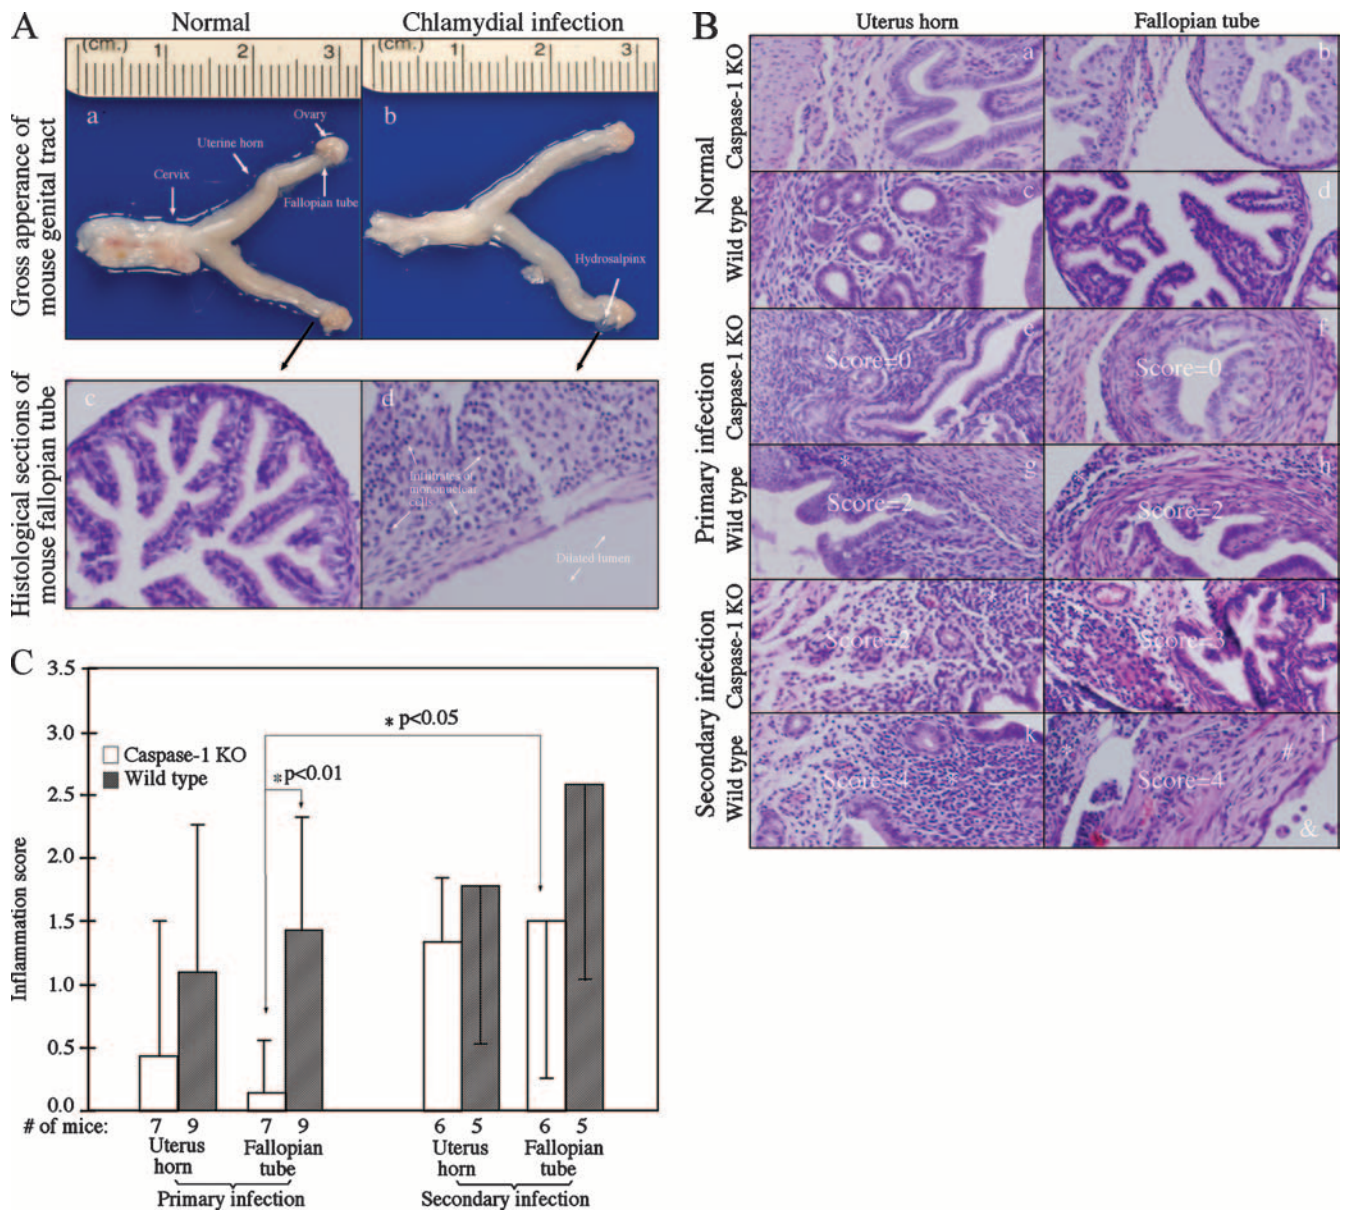 A
Normal
Chlamydial infection
Gross apperance of
mouse genital tract
(cm.) 1 2 3
(cm.) 1 2 3
a
Ovary
Uterine horn
Cervix
Fallopian tube
b
Hydrosalpinx
Histological sections of
mouse fallopian tube
c
d
Infiltrates of
mononuclear
cells
Dilated lumen
B
Uterus horn
Fallopian tube
Normal
Caspase-1 KO
a
b
Wild type
c
d
Primary infection
Caspase-1 KO
e
Score=0
f
Score=0
Wild type
*
g
Score=2
h
Score=2
Secondary infection
Caspase-1 KO
i
Score=2
j
Score=3
Wild type
k
Score=4
*
l
*
#
Score=4
&
C
Inflammation score
3.5
3.0
2.5
2.0
1.5
1.0
0.5
0.0
Caspase-1 KO
Wild type
* p<0.05
* p<0.01
# of mice: 7 9 7 9 6 5 6 5
Uterus horn
Fallopian tube
Uterus horn
Fallopian tube
Primary infection
Secondary infection